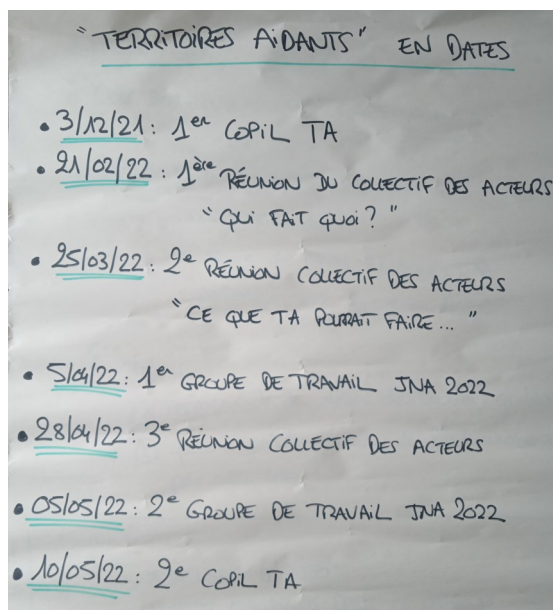 "TERRITOIRES AIDANTS" EN DATES
• 3/12/21 : 1er COPIL TA
• 21/02/22 : 1ère RÉUNION DU COLLECTIF DES ACTEURS
"QUI FAIT QUOI ?"
• 25/03/22 : 2e RÉUNION COLLECTIF DES ACTEURS
"CE QUE TA POURRAIT FAIRE ... "
• 5/04/22 : 1er GROUPE DE TRAVAIL JNA 2022
• 28/04/22 : 3e RÉUNION COLLECTIF DES ACTEURS
• 05/05/22 : 2e GROUPE DE TRAVAIL JNA 2022
• 10/05/22 : 2e COPIL TA